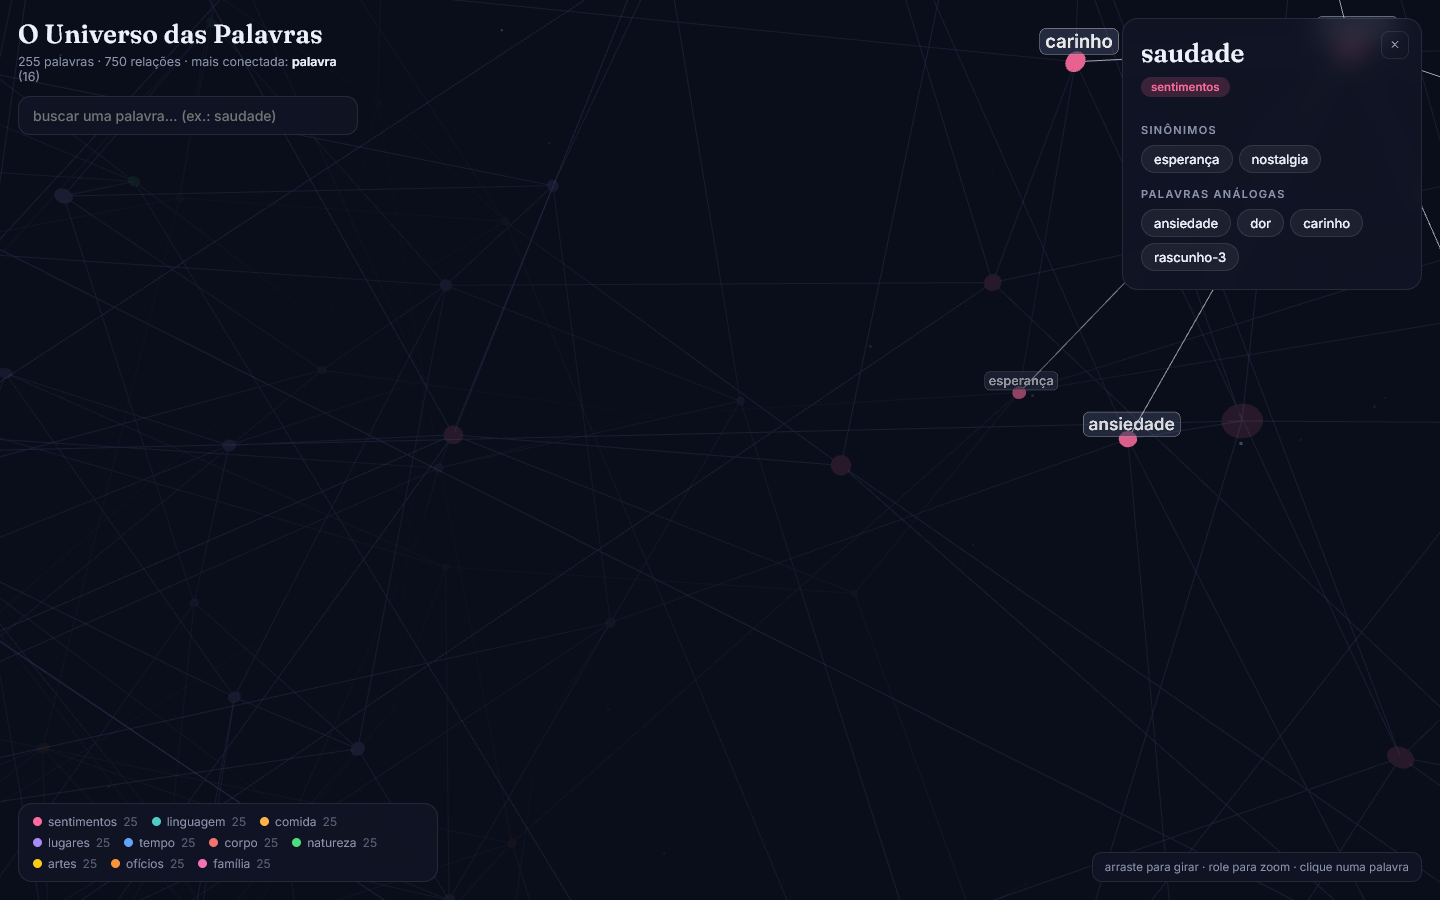 O Universo das Palavras
255 palavras · 750 relações · mais conectada: palavra
(16)
buscar uma palavra... (ex.: saudade)
carinho
saudade
×
sentimentos
SINÔNIMOS
esperança nostalgia
PALAVRAS ANÁLOGAS
ansiedade dor carinho
rascunho-3
esperança
ansiedade
sentimentos 25 linguagem 25 comida 25
lugares 25 tempo 25 corpo 25 natureza 25
artes 25 ofícios 25 família 25
arraste para girar · role para zoom · clique numa palavra